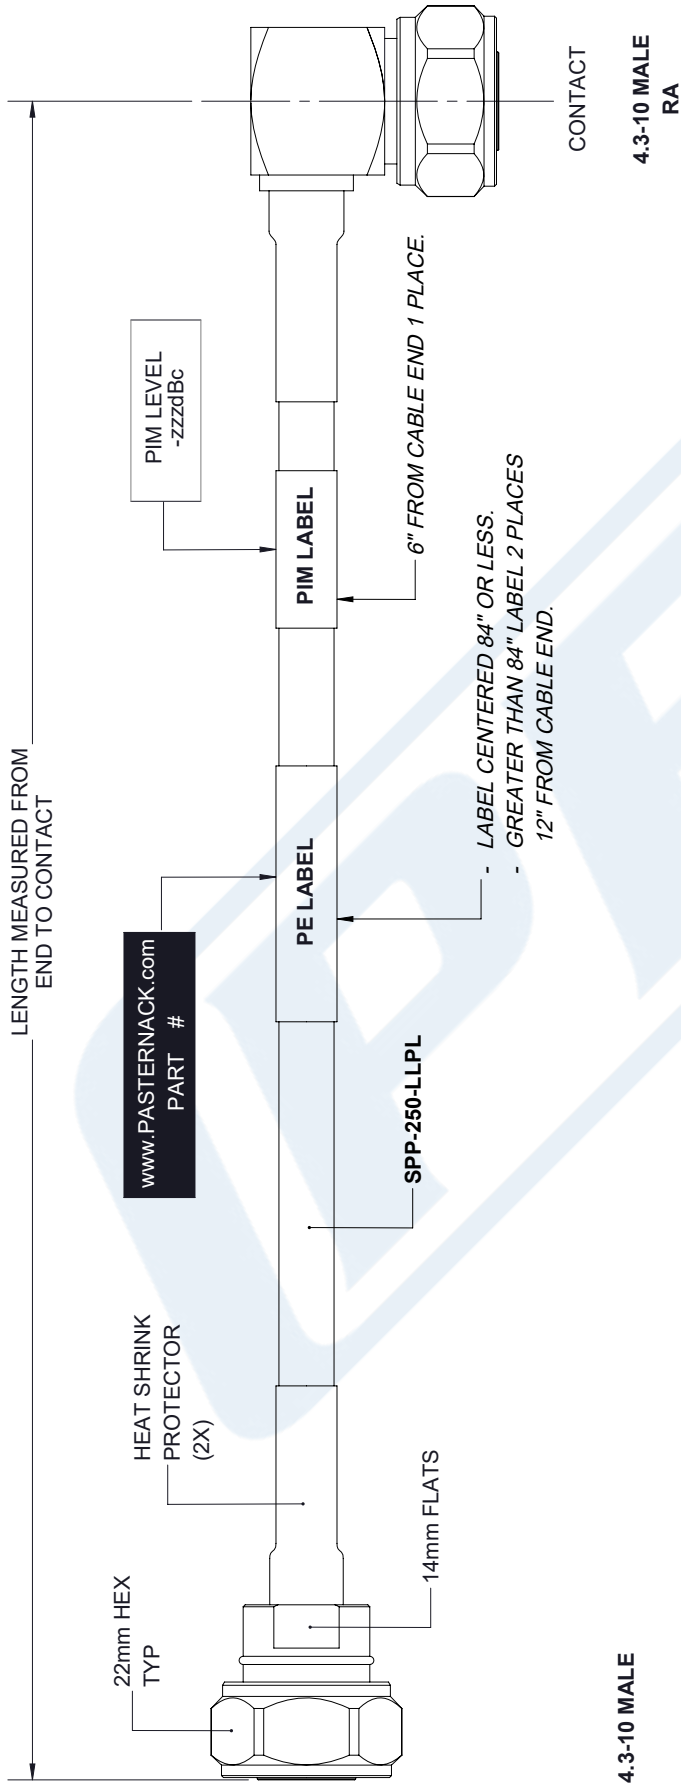 LENGTH MEASURED FROM
END TO CONTACT
22mm HEX
TYP
HEAT SHRINK
PROTECTOR
(2X)
www.PASTERNACK.com
PART #
PIM LEVEL
-zzzdBc
PE LABEL
PIM LABEL
14mm FLATS
SPP-250-LLPL
- LABEL CENTERED 84" OR LESS.
- GREATER THAN 84" LABEL 2 PLACES
12" FROM CABLE END.
6" FROM CABLE END 1 PLACE.
CONTACT
4.3-10 MALE
4.3-10 MALE
RA